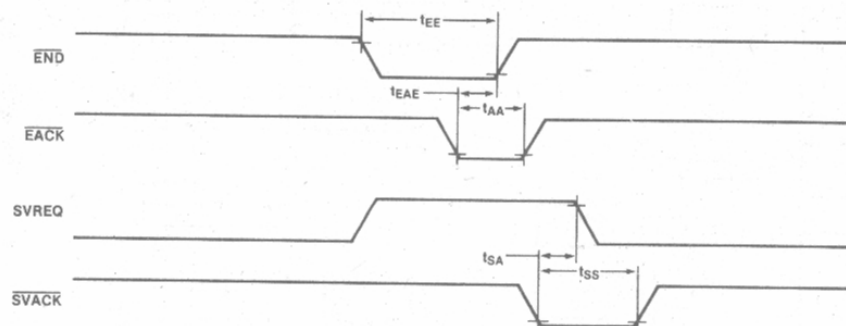 tEE
END
tEAE
tAA
EACK
SVREQ
tSA
tSS
SVACK